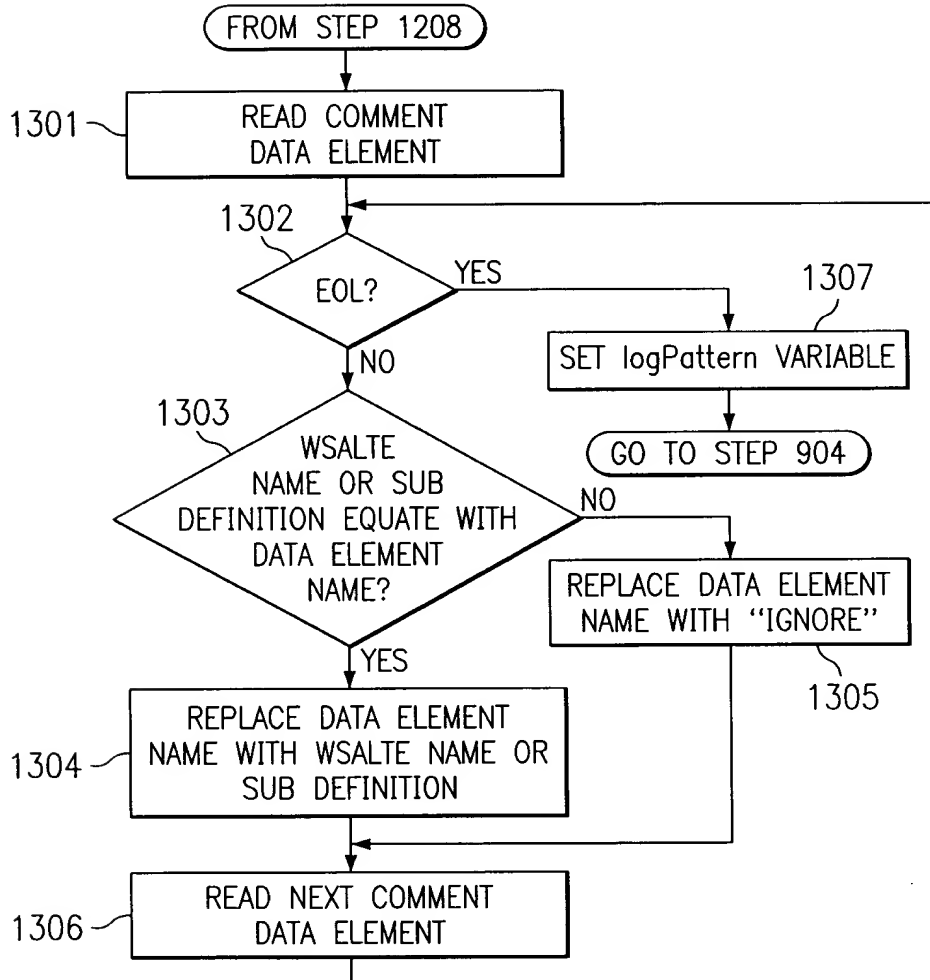 FROM STEP 1208
1301
READ COMMENT
DATA ELEMENT
1302
EOL?
YES
1307
SET logPattern VARIABLE
NO
GO TO STEP 904
1303
WSALTE
NAME OR SUB
DEFINITION EQUATE WITH
DATA ELEMENT
NAME?
NO
REPLACE DATA ELEMENT
NAME WITH “IGNORE”
1305
YES
1304
REPLACE DATA ELEMENT
NAME WITH WSALTE NAME OR
SUB DEFINITION
1306
READ NEXT COMMENT
DATA ELEMENT